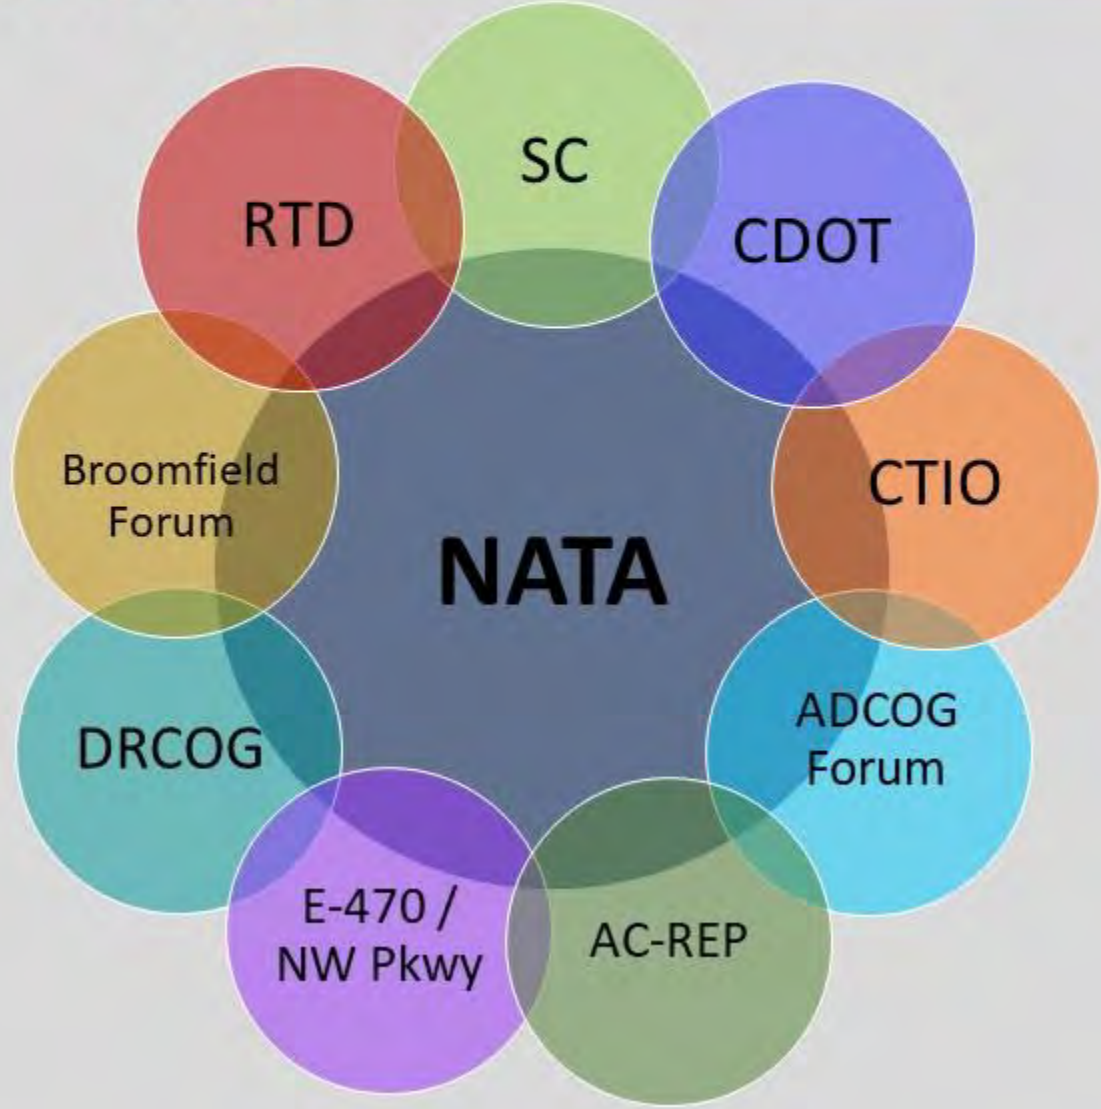 SC
RTD
CDOT
Broomfield
Forum
CTIO
NATA
DRCOG
ADCOG
Forum
E-470 /
NW Pkwy
AC-REP